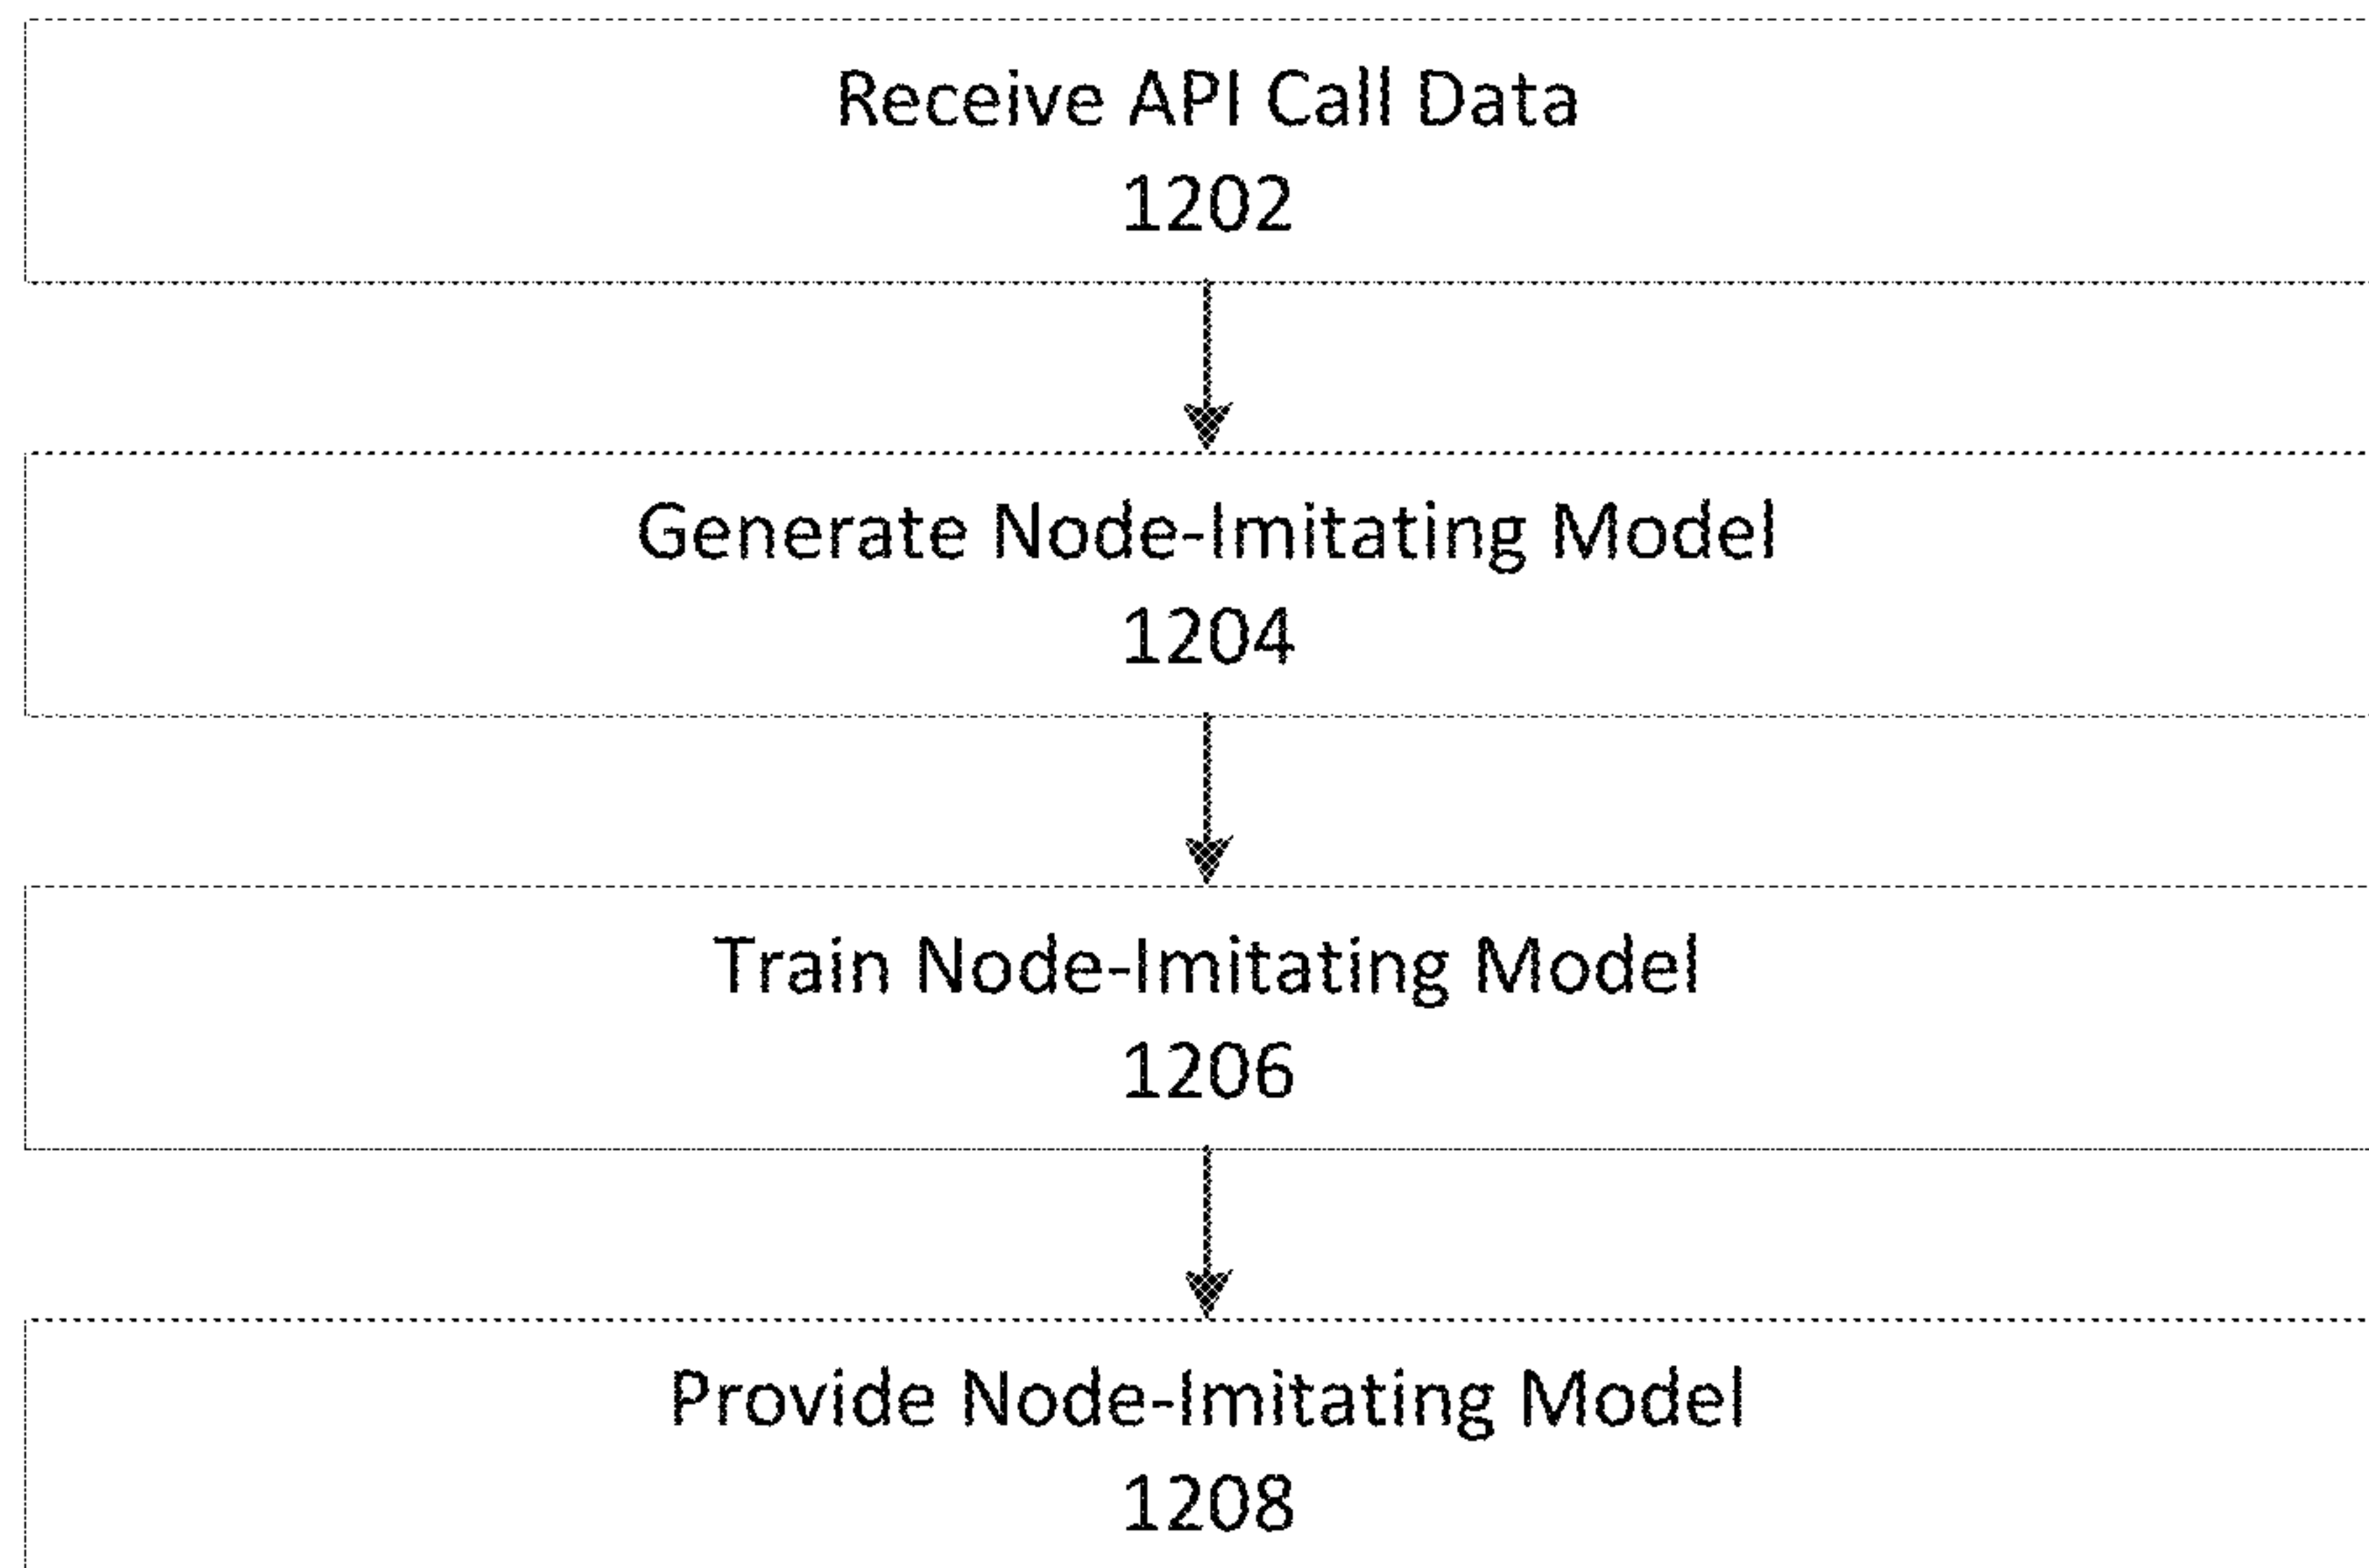 Receive API Call Data
1202
Generate Node-Imitating Model
1204
Train Node-Imitating Model
1206
Provide Node-Imitating Model
1208